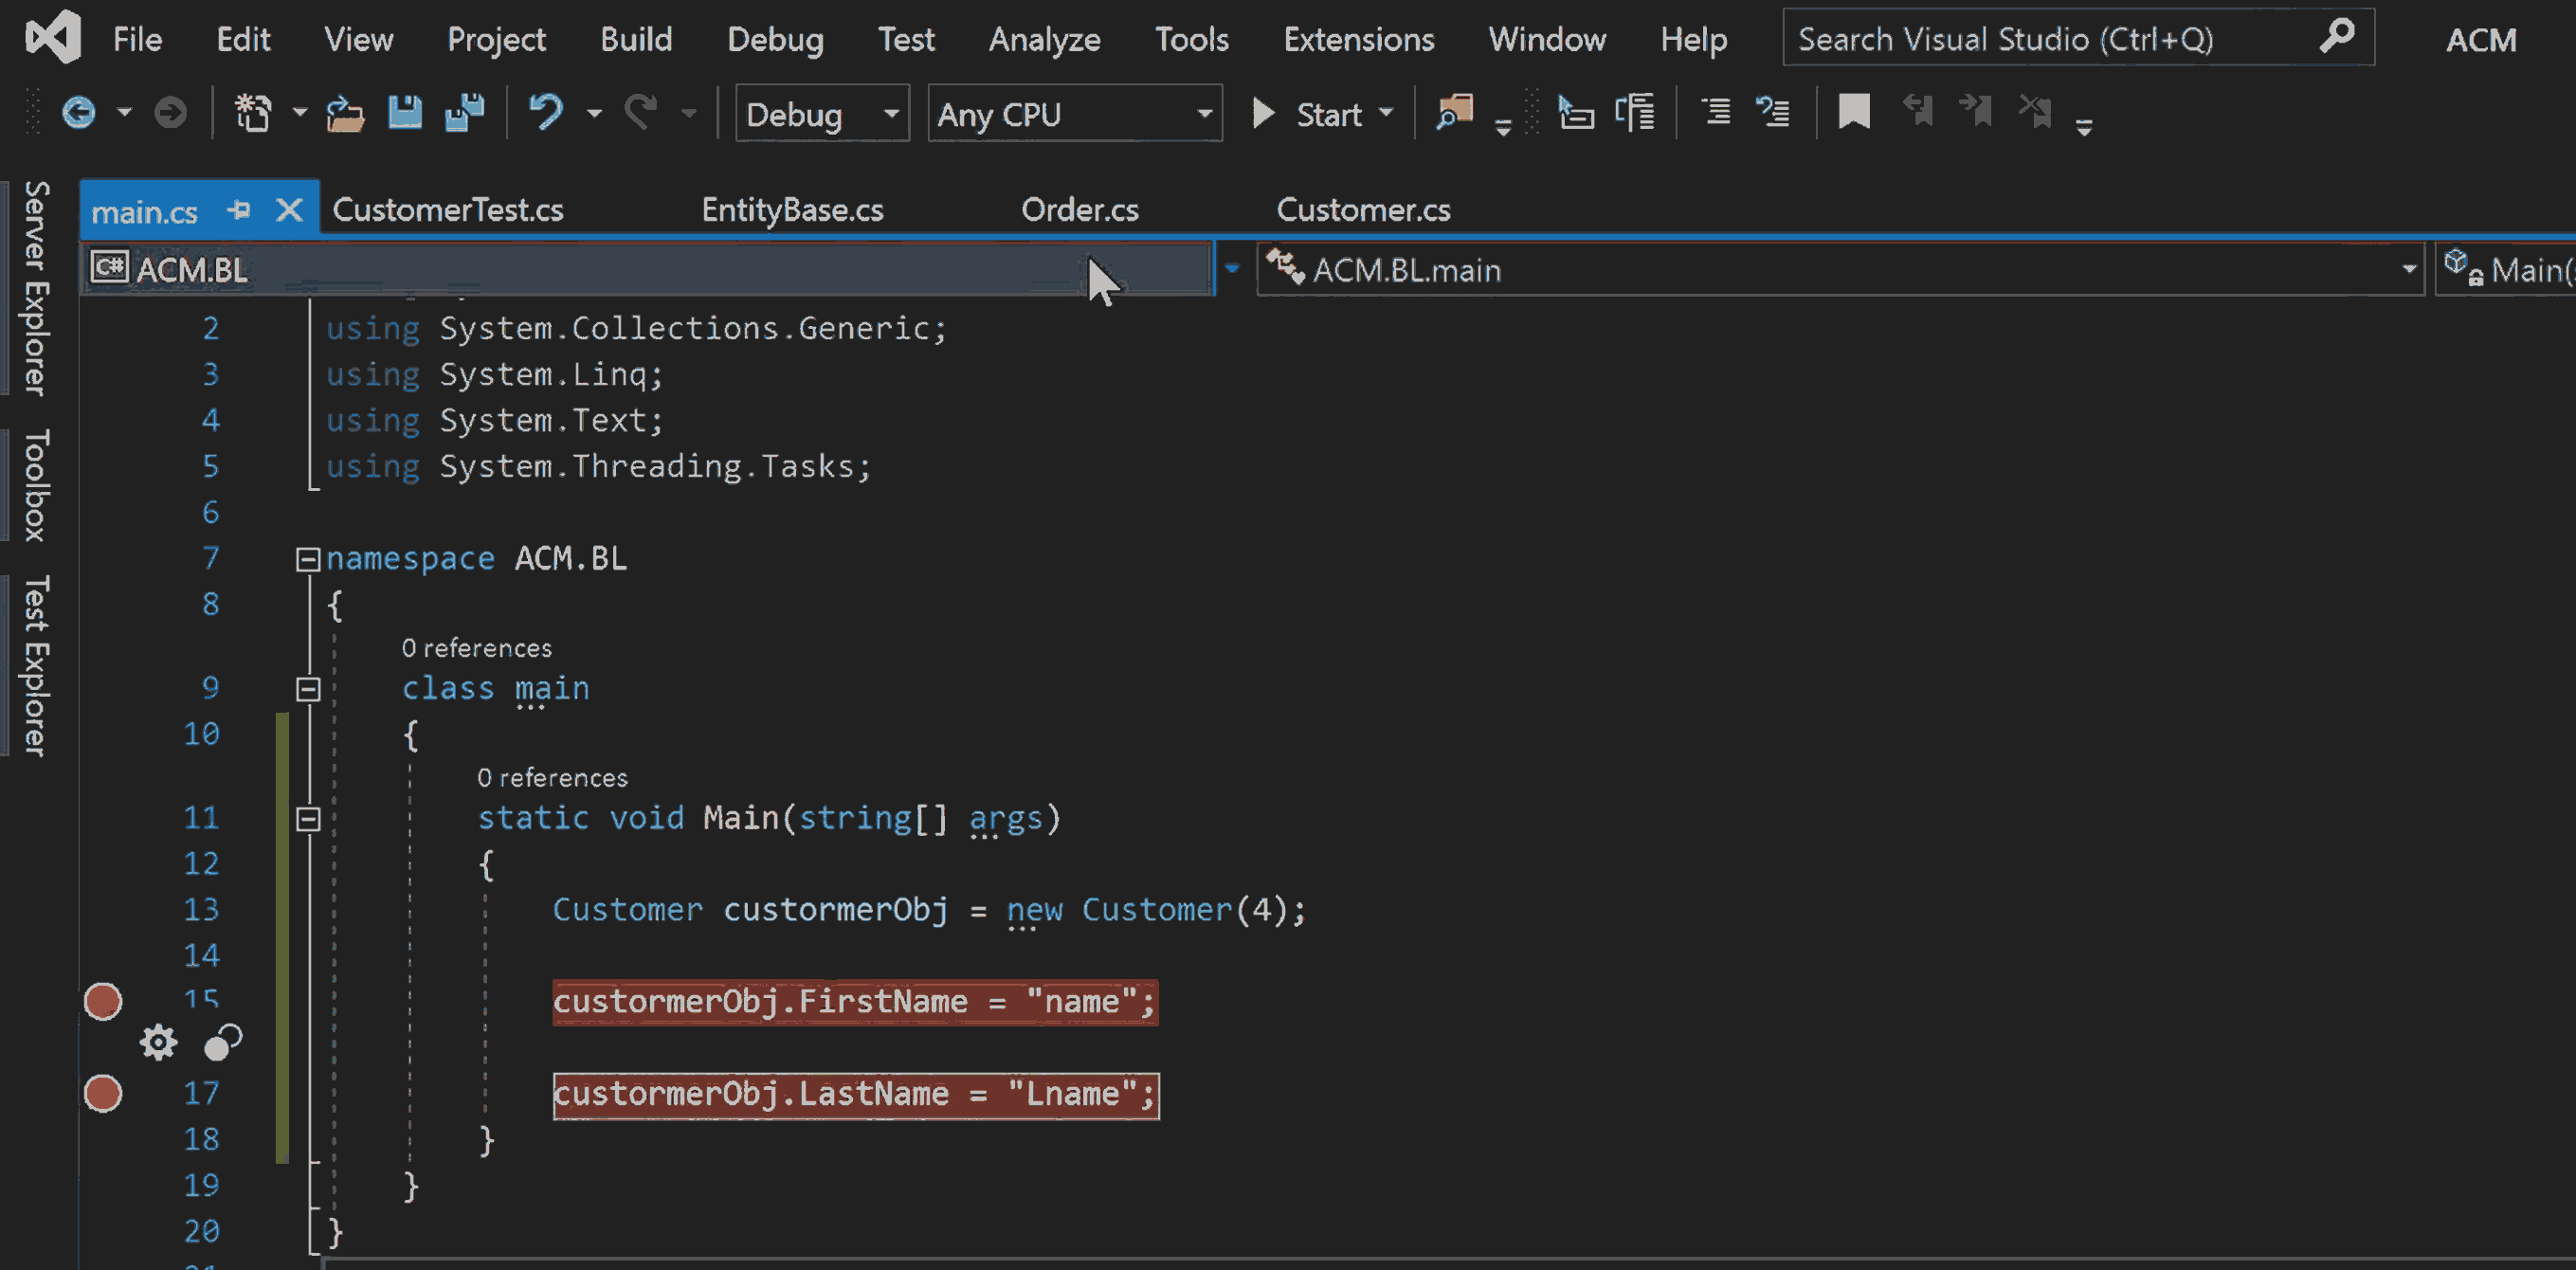 File Edit View Project Build Debug Test Analyze Tools Extensions Window Help Search Visual Studio (Ctrl+Q) ACM
Debug Any CPU Start
Server Explorer
Toolbox
Test Explorer
main.cs CustomerTest.cs EntityBase.cs Order.cs Customer.cs
C# ACM.BL ACM.BL.main Main(
2 using System.Collections.Generic;
3 using System.Linq;
4 using System.Text;
5 using System.Threading.Tasks;
6
7 namespace ACM.BL
8 {
0 references
9 class main
10 {
0 references
11 static void Main(string[] args)
12 {
13 Customer custormerObj = new Customer(4);
14
15 custormerObj.FirstName = "name";
17 custormerObj.LastName = "Lname";
18 }
19 }
20 }